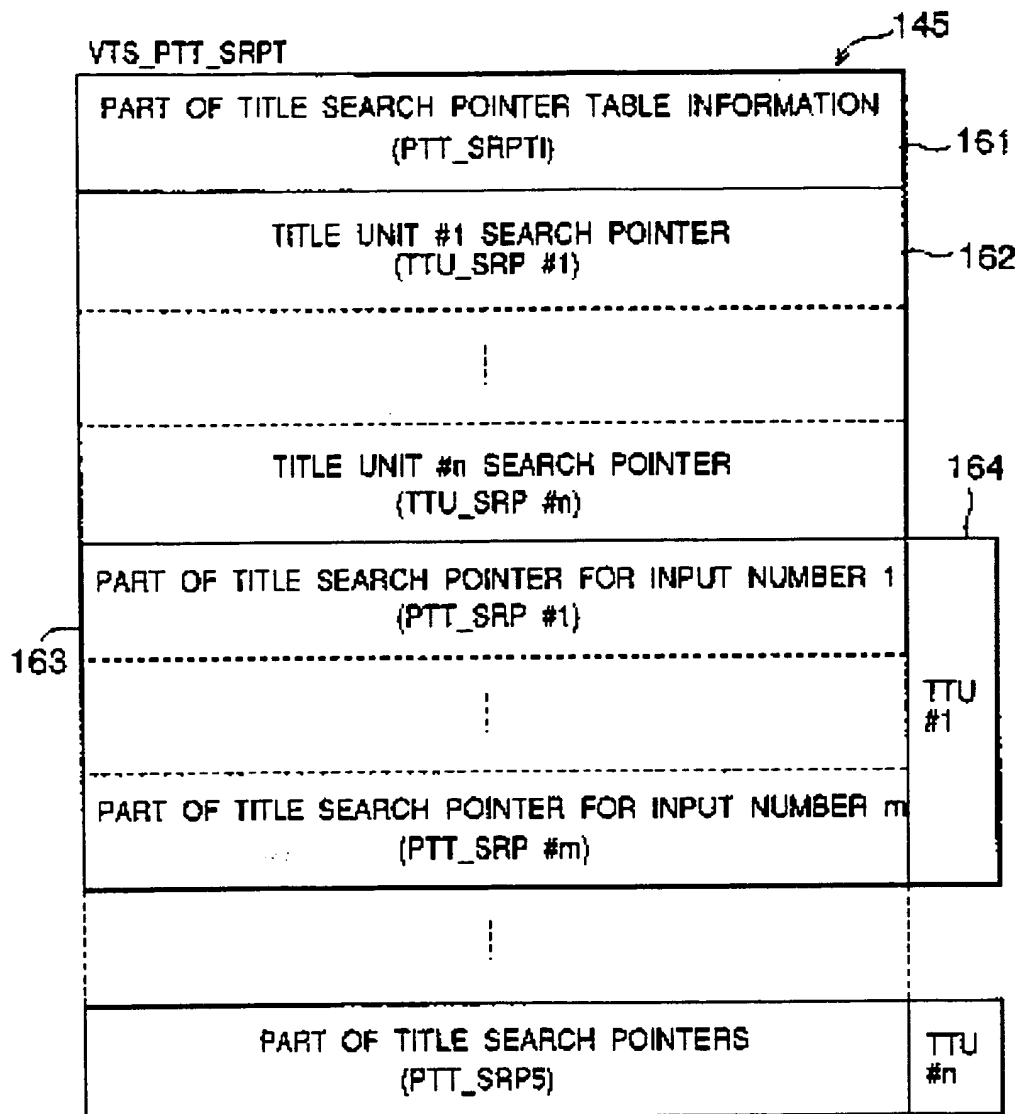 145
VTS_PTT_SRPT
PART OF TITLE SEARCH POINTER TABLE INFORMATION
(PTT_SRPTI)
161
TITLE UNIT #1 SEARCH POINTER
(TTU_SRP #1)
162
TITLE UNIT #n SEARCH POINTER
(TTU_SRP #n)
164
PART OF TITLE SEARCH POINTER FOR INPUT NUMBER 1
(PTT_SRP #1)
163
TTU
#1
PART OF TITLE SEARCH POINTER FOR INPUT NUMBER m
(PTT_SRP #m)
PART OF TITLE SEARCH POINTERS
(PTT_SRP5)
TTU
#n